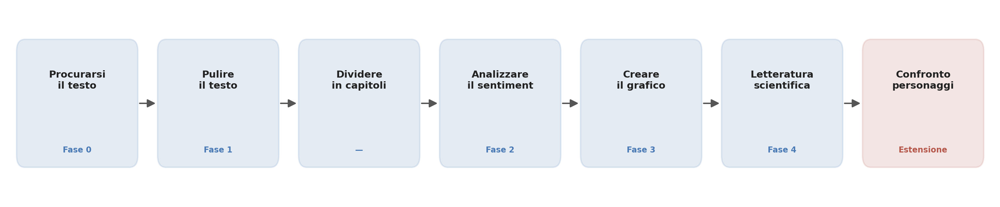 Procurarsi
il testo
Fase 0
Pulire
il testo
Fase 1
Dividere
in capitoli
—
Analizzare
il sentiment
Fase 2
Creare
il grafico
Fase 3
Letteratura
scientifica
Fase 4
Confronto
personaggi
Estensione